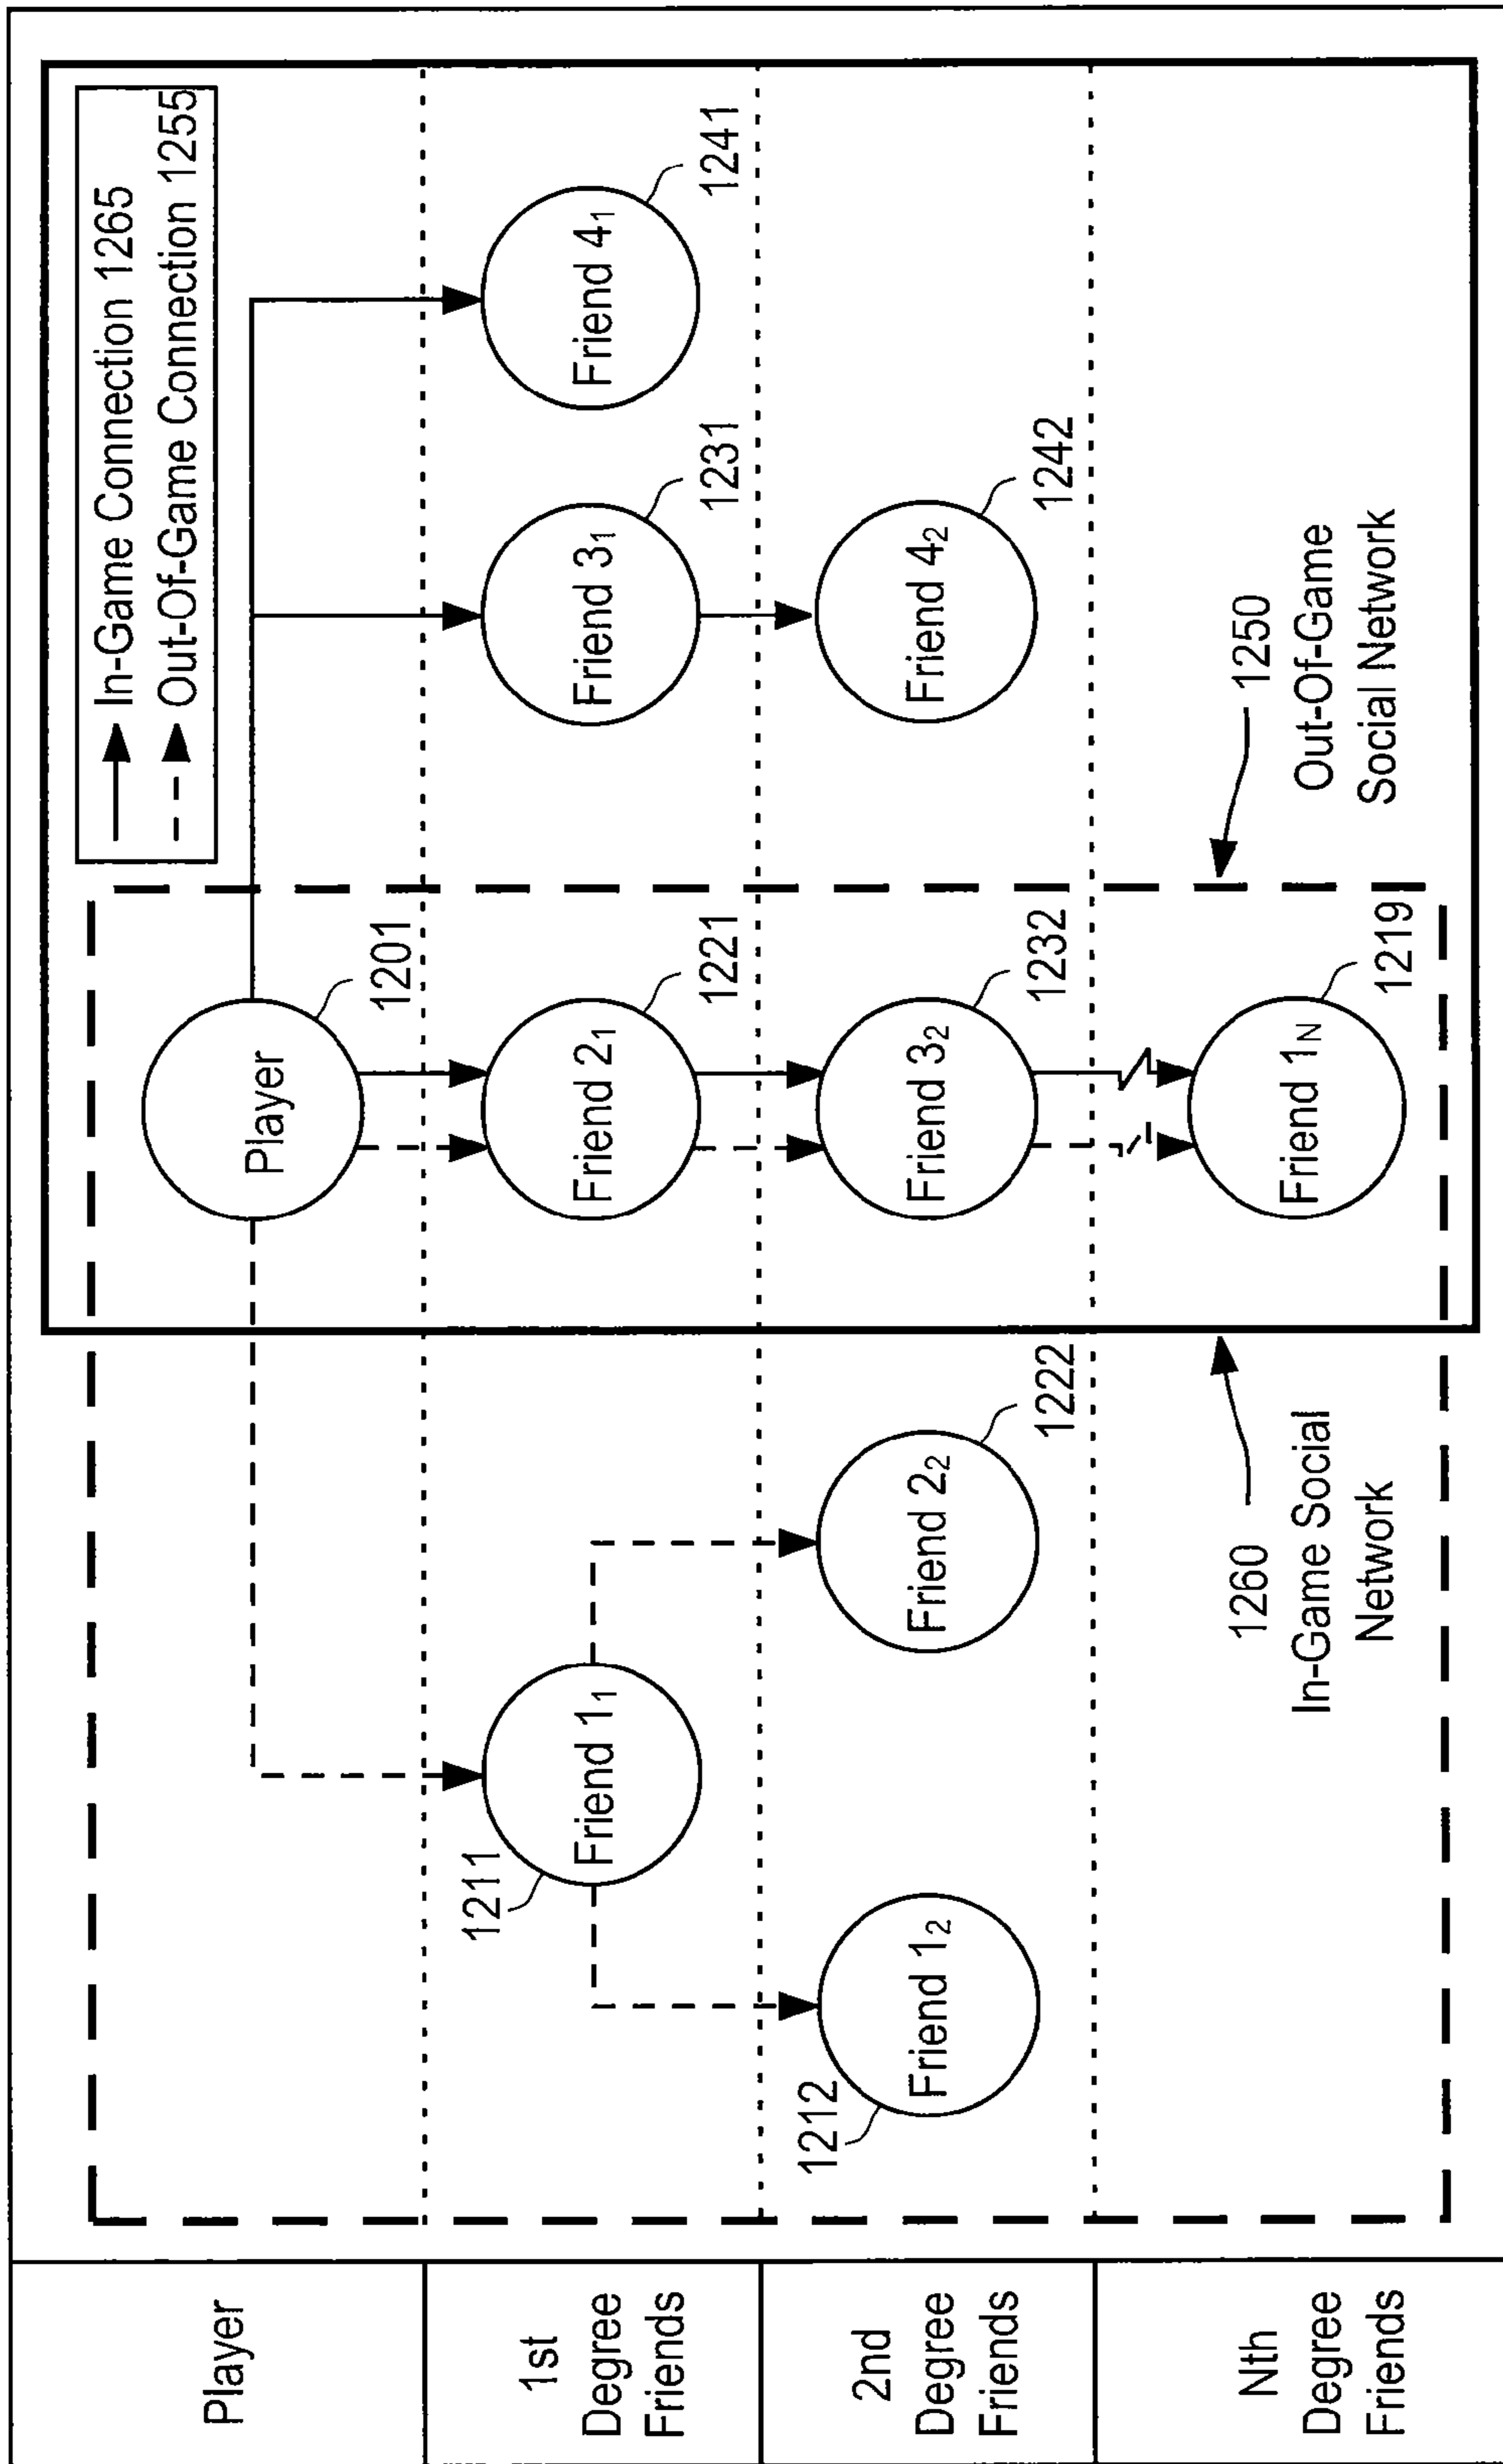 Player
In-Game Connection 1265
Out-Of-Game Connection 1255
Player
1201
1st
Degree
Friends
1211
Friend 1₁
Friend 2₁
1221
Friend 3₁
1231
Friend 4₁
1241
2nd
Degree
Friends
1212
Friend 1₂
Friend 2₂
1222
Friend 3₂
1232
Friend 4₂
1242
Nth
Degree
Friends
1260
In-Game Social
Network
Friend 1N
1219
1250
Out-Of-Game
Social Network